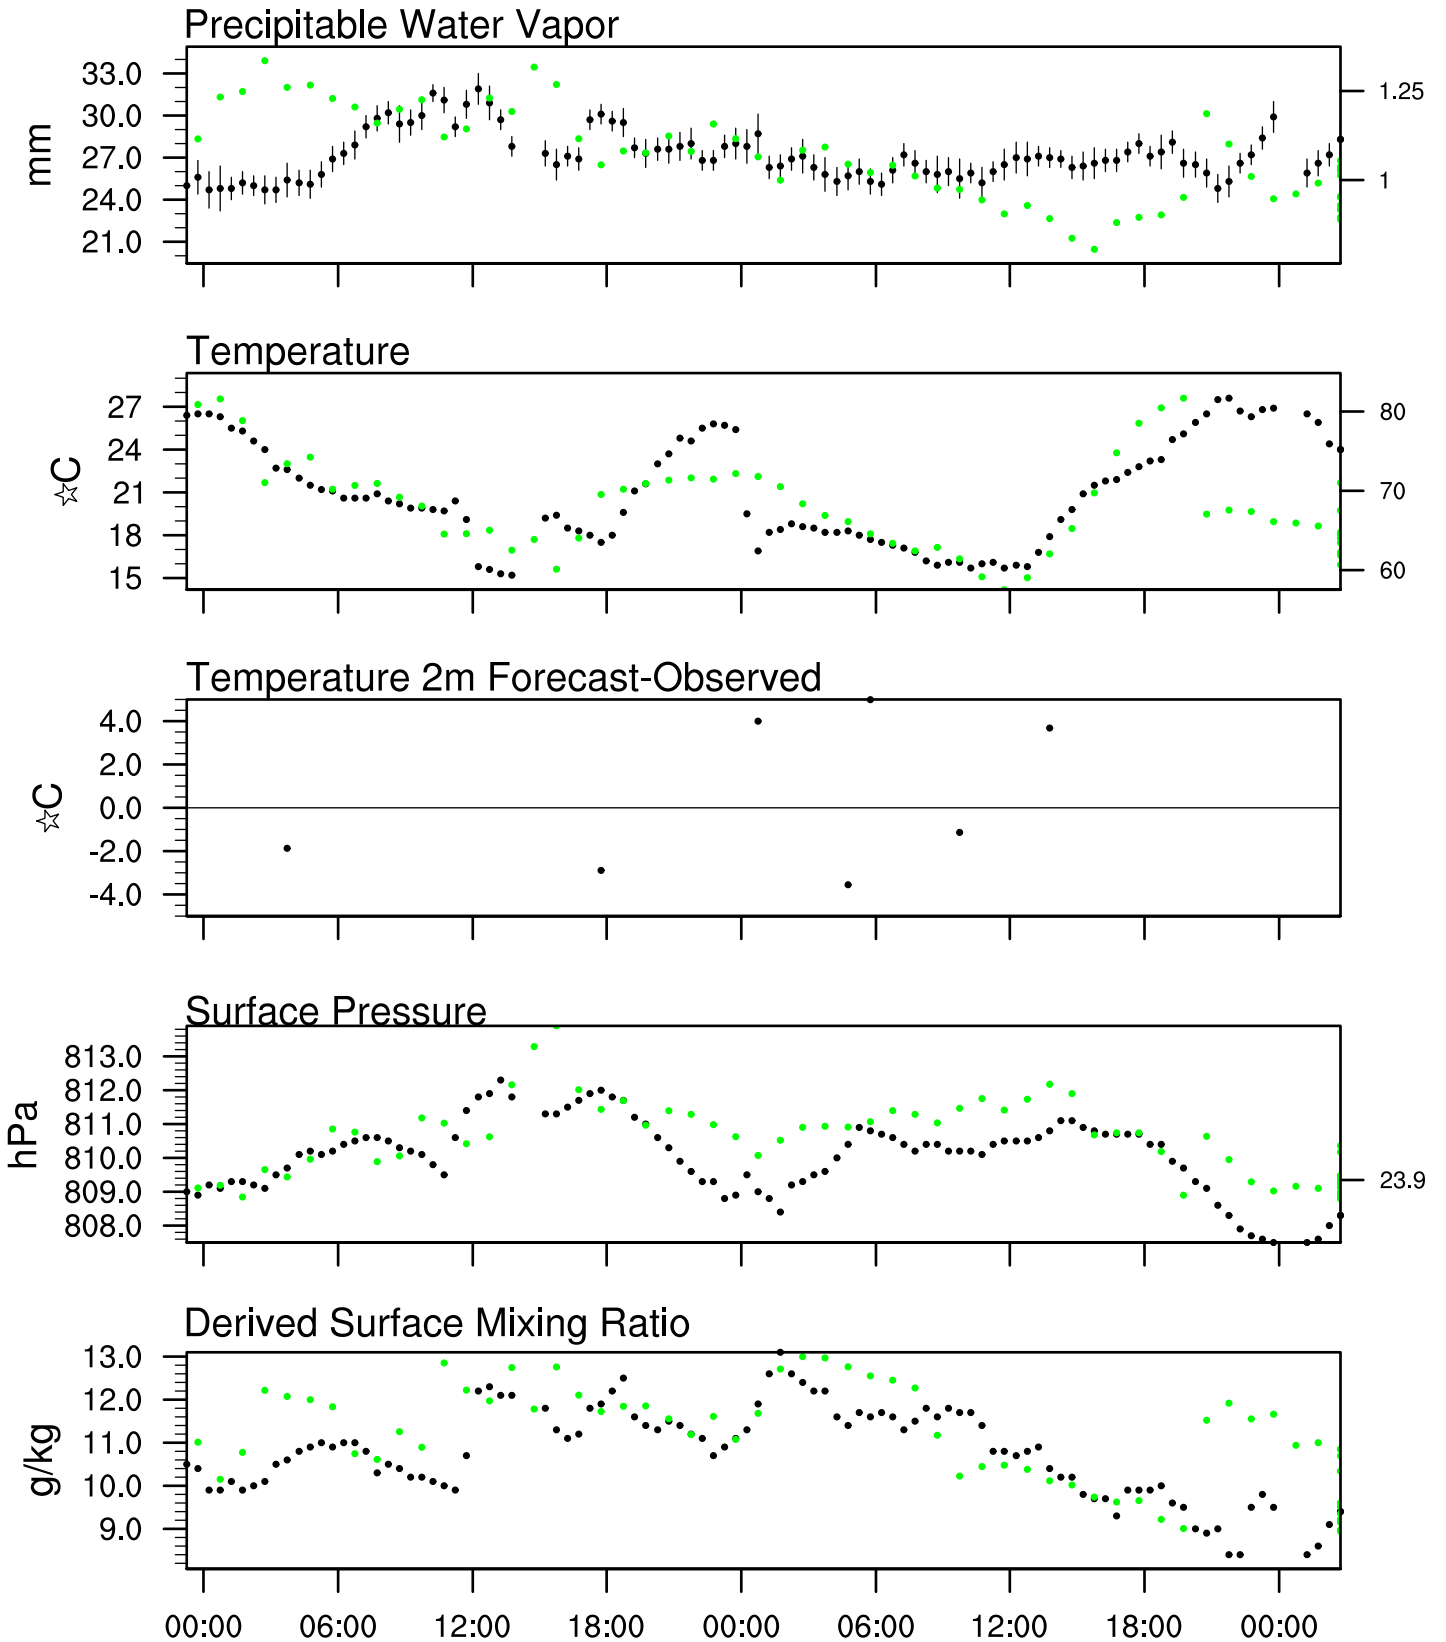 Precipitable Water Vapor
mm
33.0
30.0
27.0
24.0
21.0
1.25
1
Temperature
☆C
27
24
21
18
15
80
70
60
Temperature 2m Forecast-Observed
☆C
4.0
2.0
0.0
-2.0
-4.0
Surface Pressure
hPa
813.0
812.0
811.0
810.0
809.0
808.0
23.9
Derived Surface Mixing Ratio
g/kg
13.0
12.0
11.0
10.0
9.0
00:00 06:00 12:00 18:00 00:00 06:00 12:00 18:00 00:00